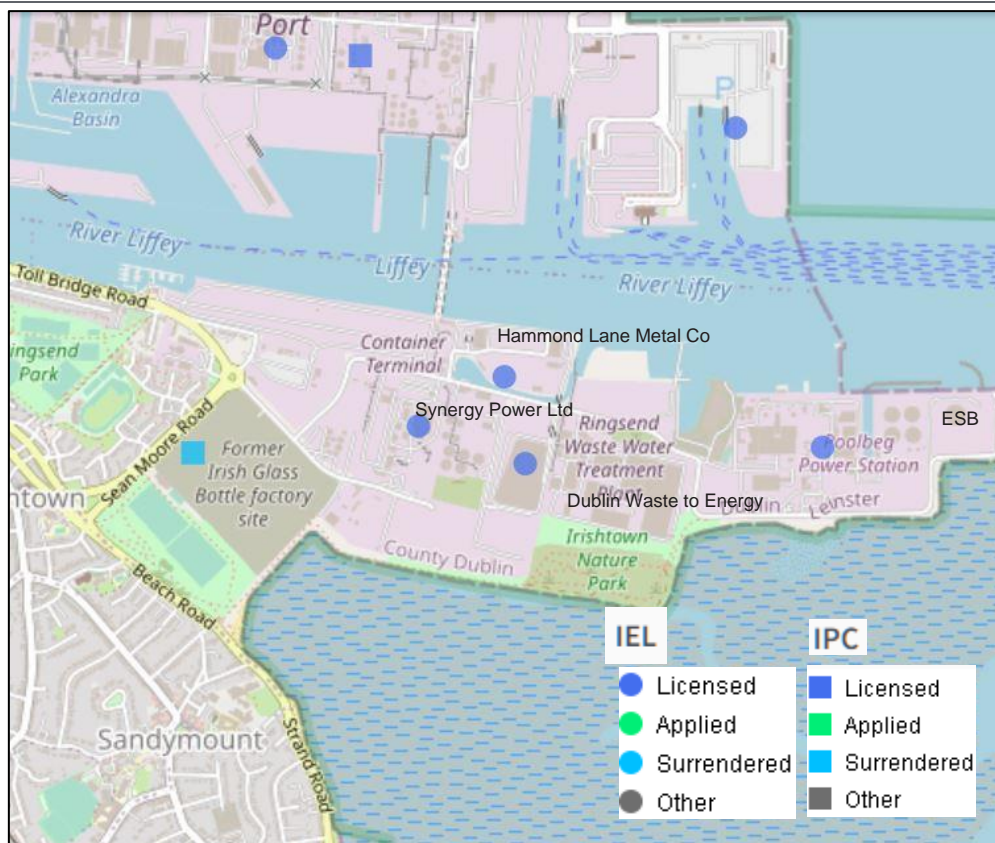 Port
P
Alexandra
Basin
River Liffey
Liffey
River Liffey
Toll Bridge Road
Container
Terminal
Hammond Lane Metal Co
ingsend
Park
Synergy Power Ltd
Ringsend
Waste Water
Treatment
Plant
ESB
Sean Moore Road
Former
Irish Glass
Bottle factory
site
Poolbeg
Power Station
htown
Dublin Waste to Energy
Dublin
Leinster
Irishtown
Nature
Park
County Dublin
Beach Road
Sandymount
Strand Road
IEL
Licensed
Applied
Surrendered
Other
IPC
Licensed
Applied
Surrendered
Other